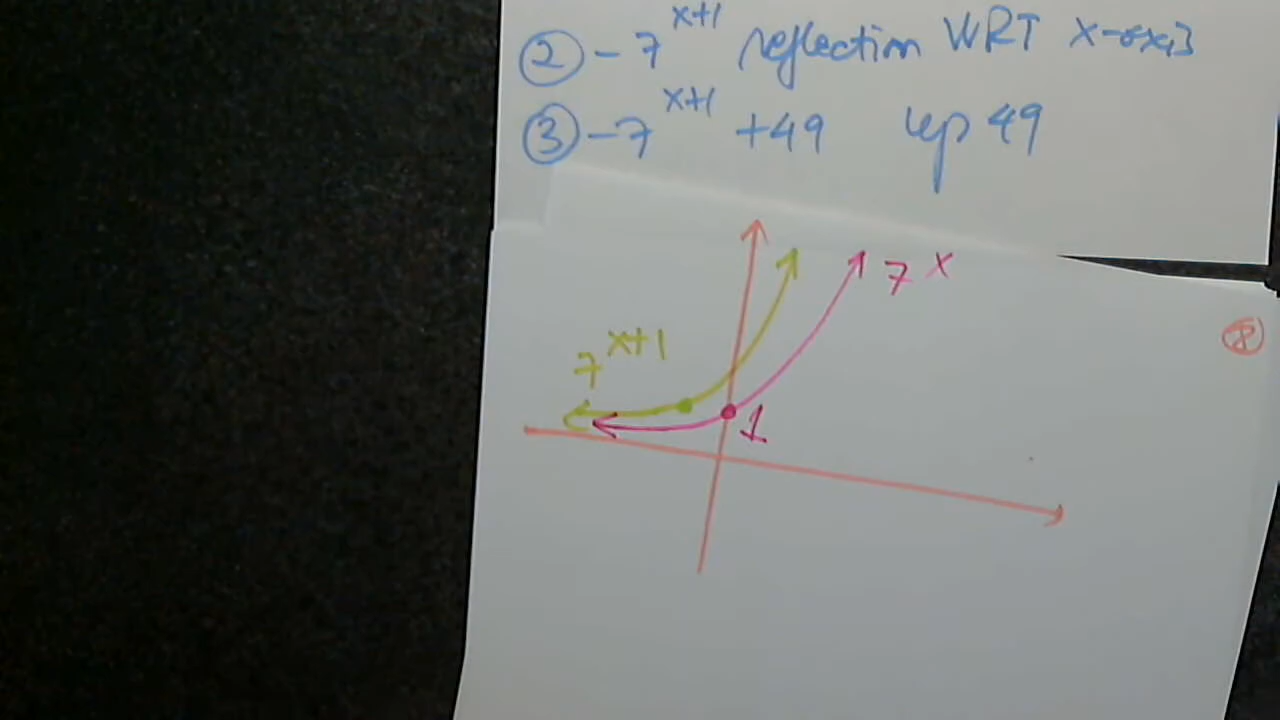 ② -7^{x+1} reflection WRT x-axis
③ -7^{x+1} +49 up 49
7^x
7^{x+1}
1